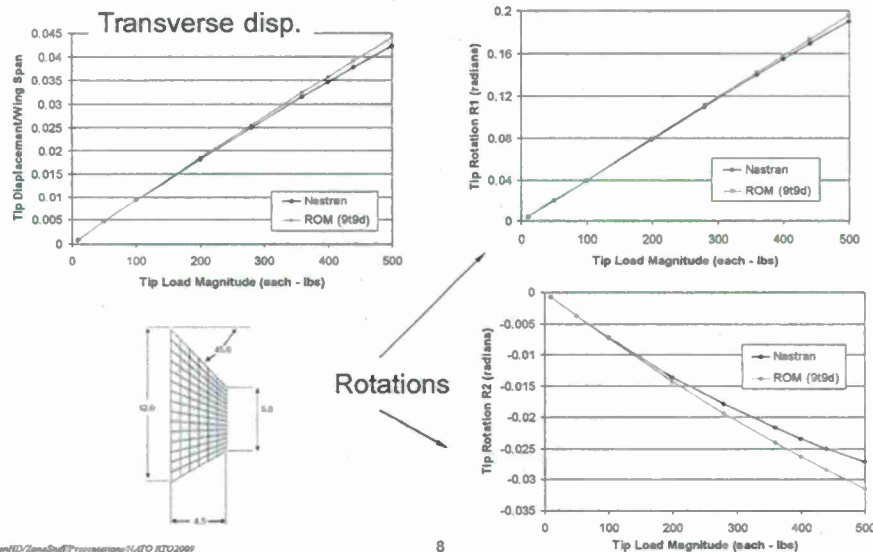 Transverse disp.
0.045
0.04
0.035
0.03
0.025
0.02
0.015
0.01
0.005
0
Tip Displacement/Wing Span
Nastran
ROM (9t9d)
0 100 200 300 400 500
Tip Load Magnitude (each - lbs)
0.2
0.16
0.12
0.08
0.04
0
Tip Rotation R1 (radians)
Nastran
ROM (9t9d)
0 100 200 300 400 500
Tip Load Magnitude (each - lbs)
45.0
12.0
5.0
4.5
Rotations
0
-0.005
-0.01
-0.015
-0.02
-0.025
-0.03
-0.035
Tip Rotation R2 (radians)
Nastran
ROM (9t9d)
0 100 200 300 400 500
Tip Load Magnitude (each - lbs)
8